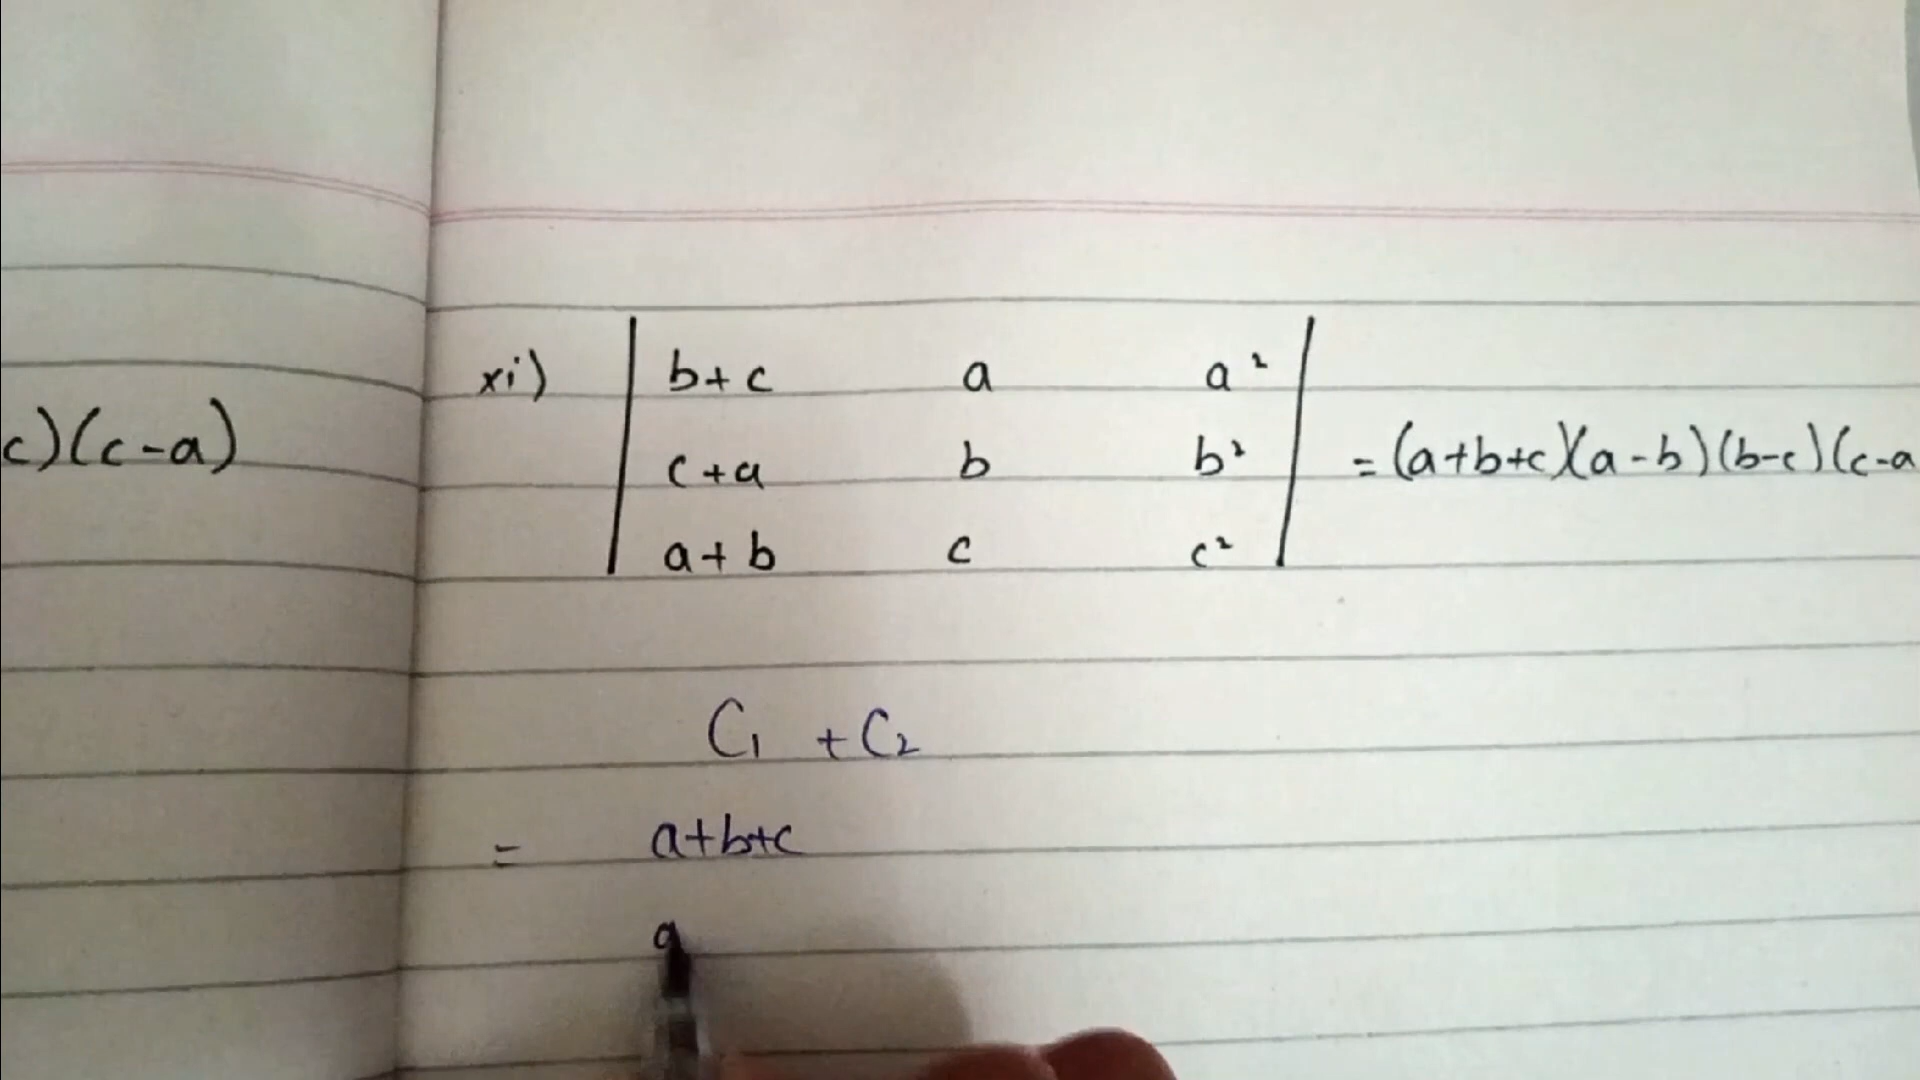 c)(c-a)
xi) | b+c a a² |
| c+a b b² | = (a+b+c)(a-b)(b-c)(c-a
| a+b c c² |
C₁ +C₂
= a+b+c
a